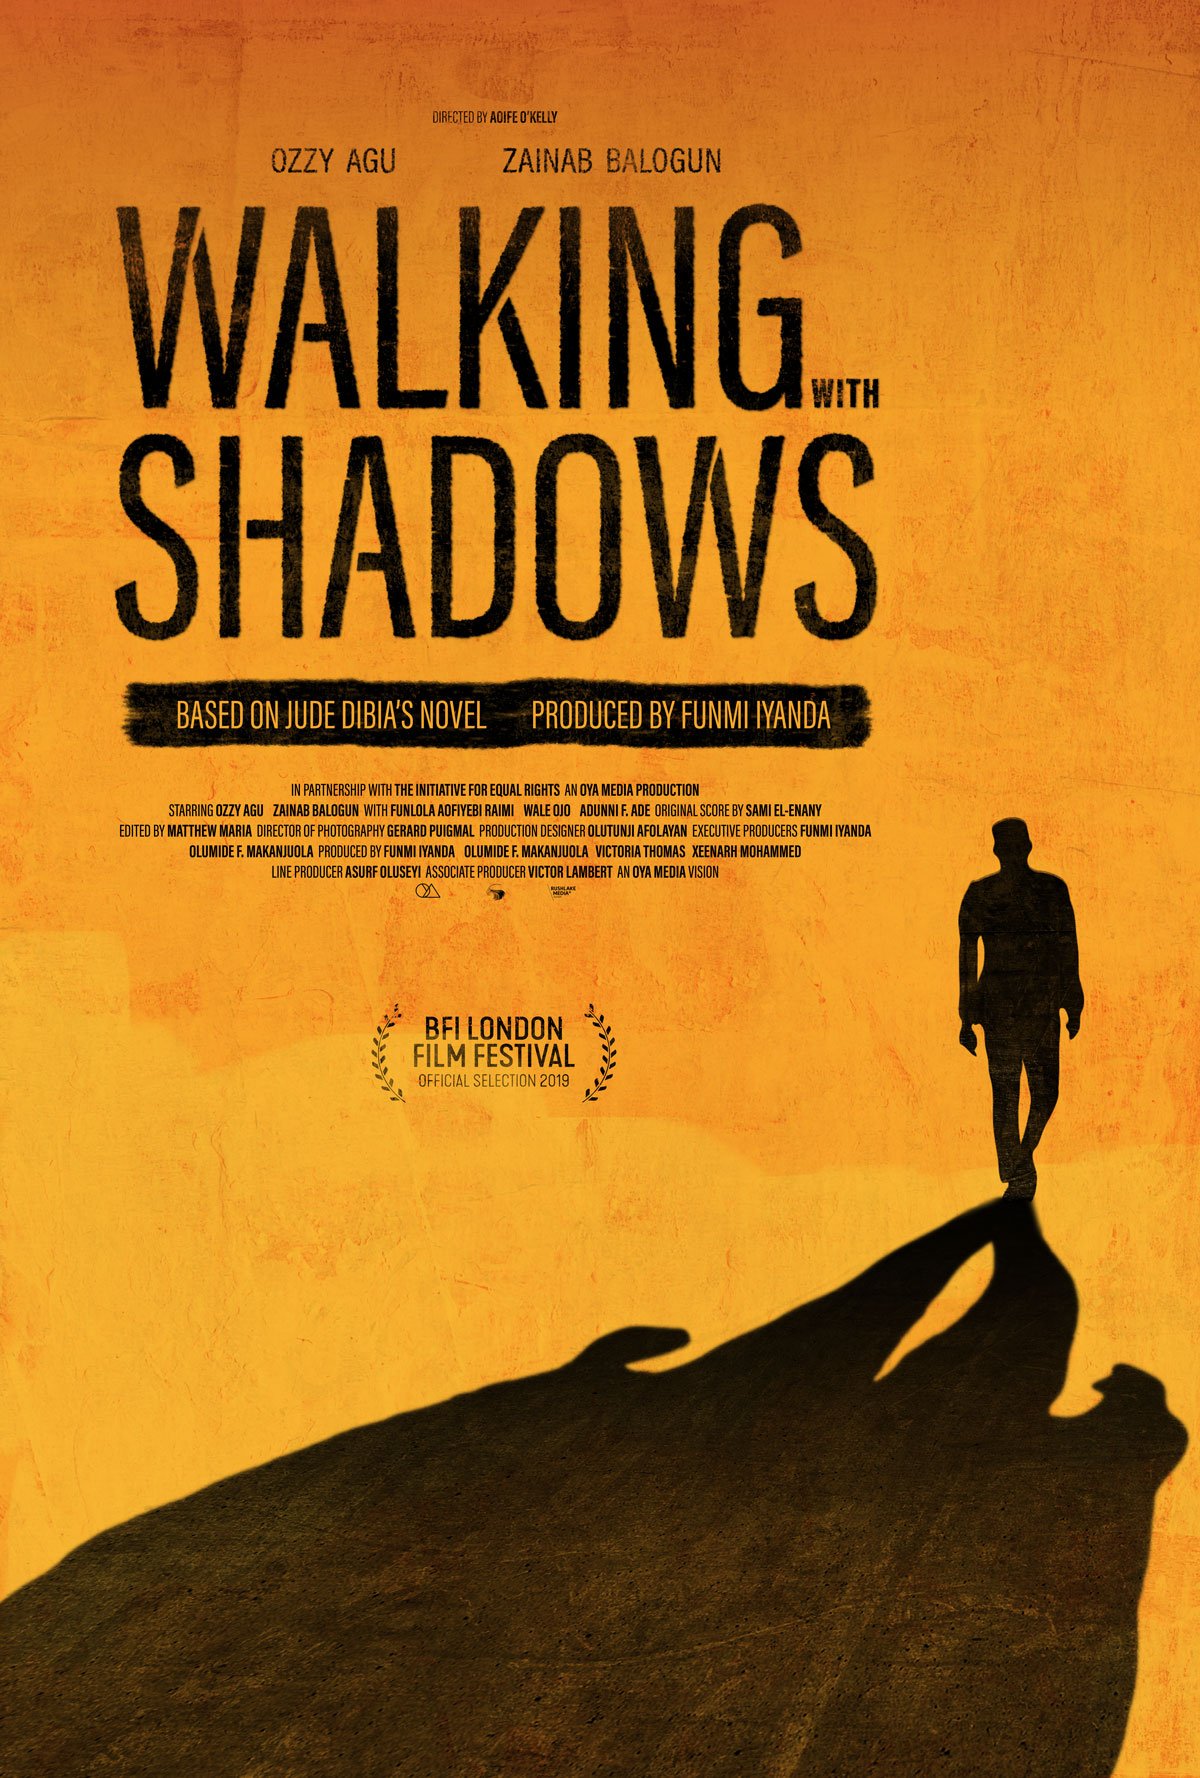 DIRECTED BY AOIFE O'KELLY
OZZY AGU ZAINAB BALOGUN
WALKING WITH
SHADOWS
BASED ON JUDE DIBIA'S NOVEL PRODUCED BY FUNMI IYANDA
IN PARTNERSHIP WITH THE INITIATIVE FOR EQUAL RIGHTS AN OYA MEDIA PRODUCTION
STARRING OZZY AGU ZAINAB BALOGUN WITH FUNLOLA AOFIYEBI RAIMI WALE OJO ADUNNI F. ADE ORIGINAL SCORE BY SAMI EL-ENANY
EDITED BY MATTHEW MARIA DIRECTOR OF PHOTOGRAPHY GERARD PUIGMAL PRODUCTION DESIGNER OLUTUNJI AFOLAYAN EXECUTIVE PRODUCERS FUNMI IYANDA
OLUMIDE F. MAKANJUOLA PRODUCED BY FUNMI IYANDA OLUMIDE F. MAKANJUOLA VICTORIA THOMAS XEENARH MOHAMMED
LINE PRODUCER ASURF OLUSEYI ASSOCIATE PRODUCER VICTOR LAMBERT AN OYA MEDIA VISION
RUSHLAKE
MEDIA
BFI LONDON
FILM FESTIVAL
OFFICIAL SELECTION 2019